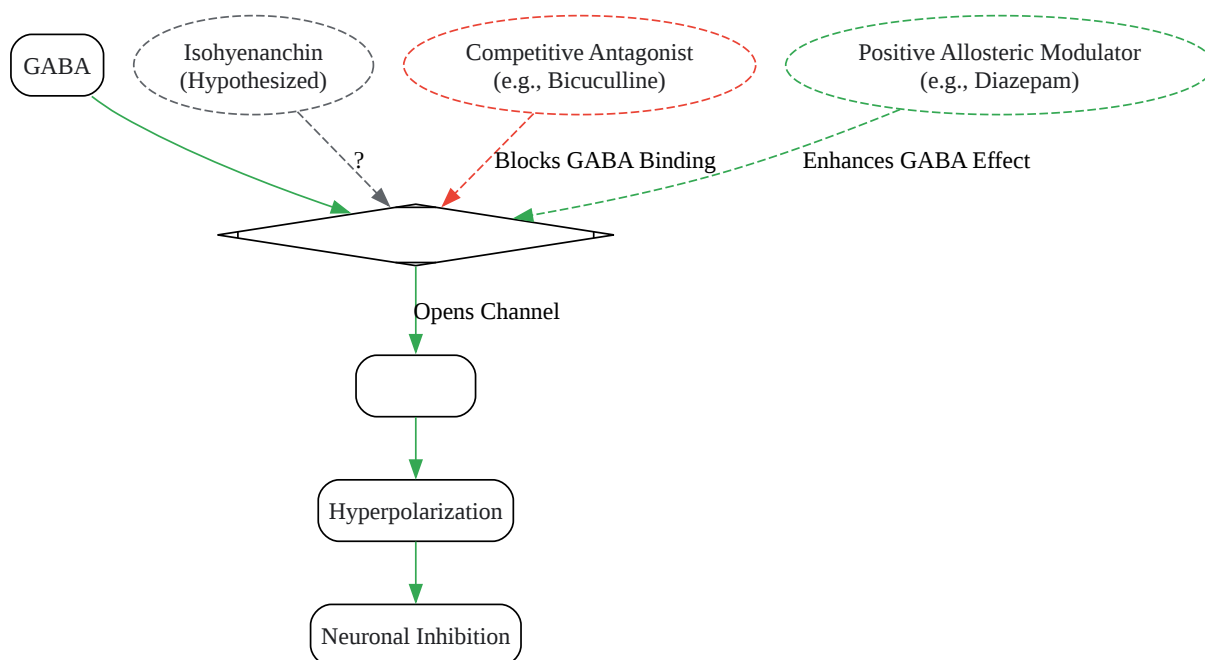 GABA
Isohyenanchin
(Hypothesized)
Competitive Antagonist
(e.g., Bicuculline)
Positive Allosteric Modulator
(e.g., Diazepam)
?
Blocks GABA Binding
Enhances GABA Effect
Opens Channel
Hyperpolarization
Neuronal Inhibition